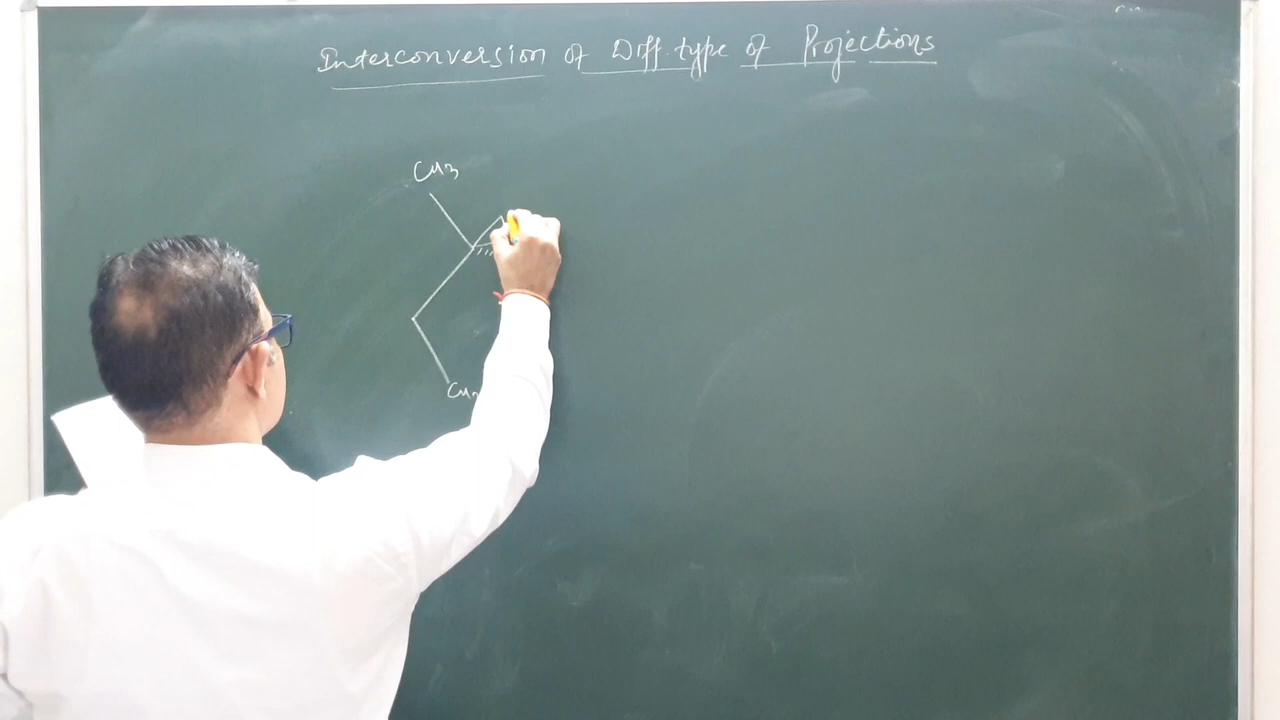 Interconversion of Diff. type of Projections
CH3